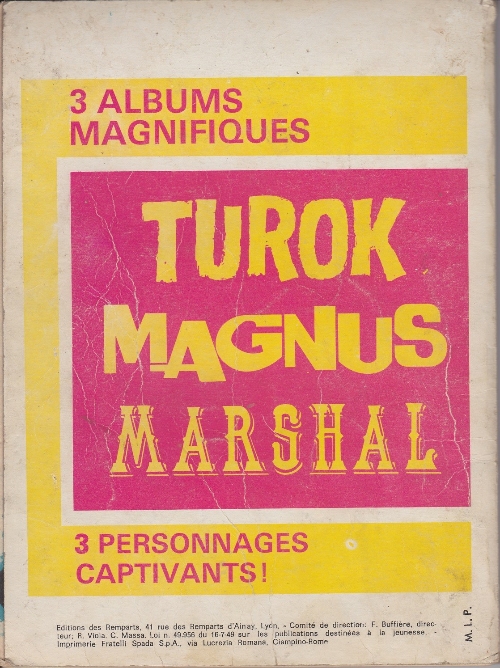 3 ALBUMS
MAGNIFIQUES
TUROK
MAGNUS
MARSHAL
3 PERSONNAGES
CAPTIVANTS!
Editions des Remparts, 41 rue des Remparts d'Ainay, Lyon. - Comité de direction: F. Buffière, direc-
teur; R. Viola, C. Massa. Loi n. 49.956 du 16-7-49 sur les publications destinées à la jeunesse. -
Imprimerie Fratelli Spada S.p.A., via Lucrezia Romana, Ciampino-Rome
M. I. P.